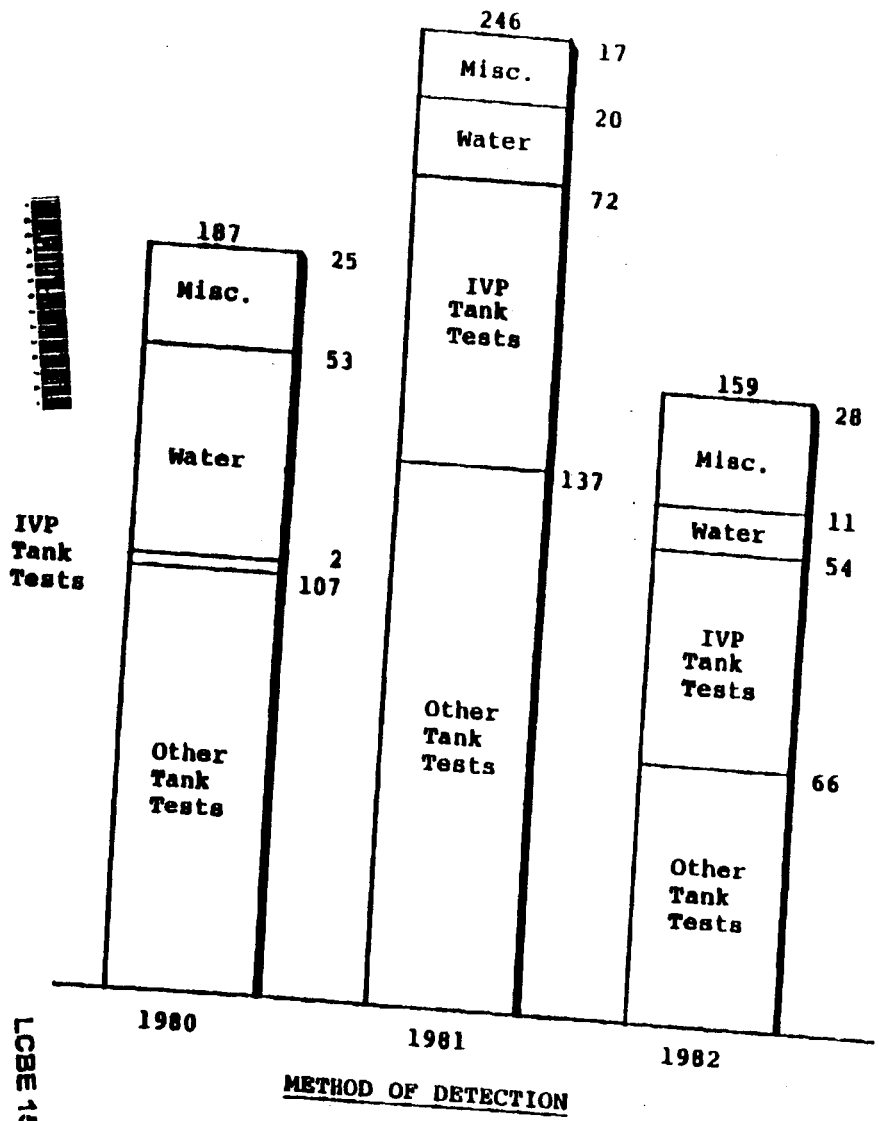 246
17
Misc.
20
Water
72
IVP
Tank
Tests
137
Other
Tank
Tests
187
25
Misc.
53
Water
IVP
Tank
Tests
2
107
Other
Tank
Tests
159
28
Misc.
11
Water
54
IVP
Tank
Tests
66
Other
Tank
Tests
1980
1981
1982
METHOD OF DETECTION
LCBE